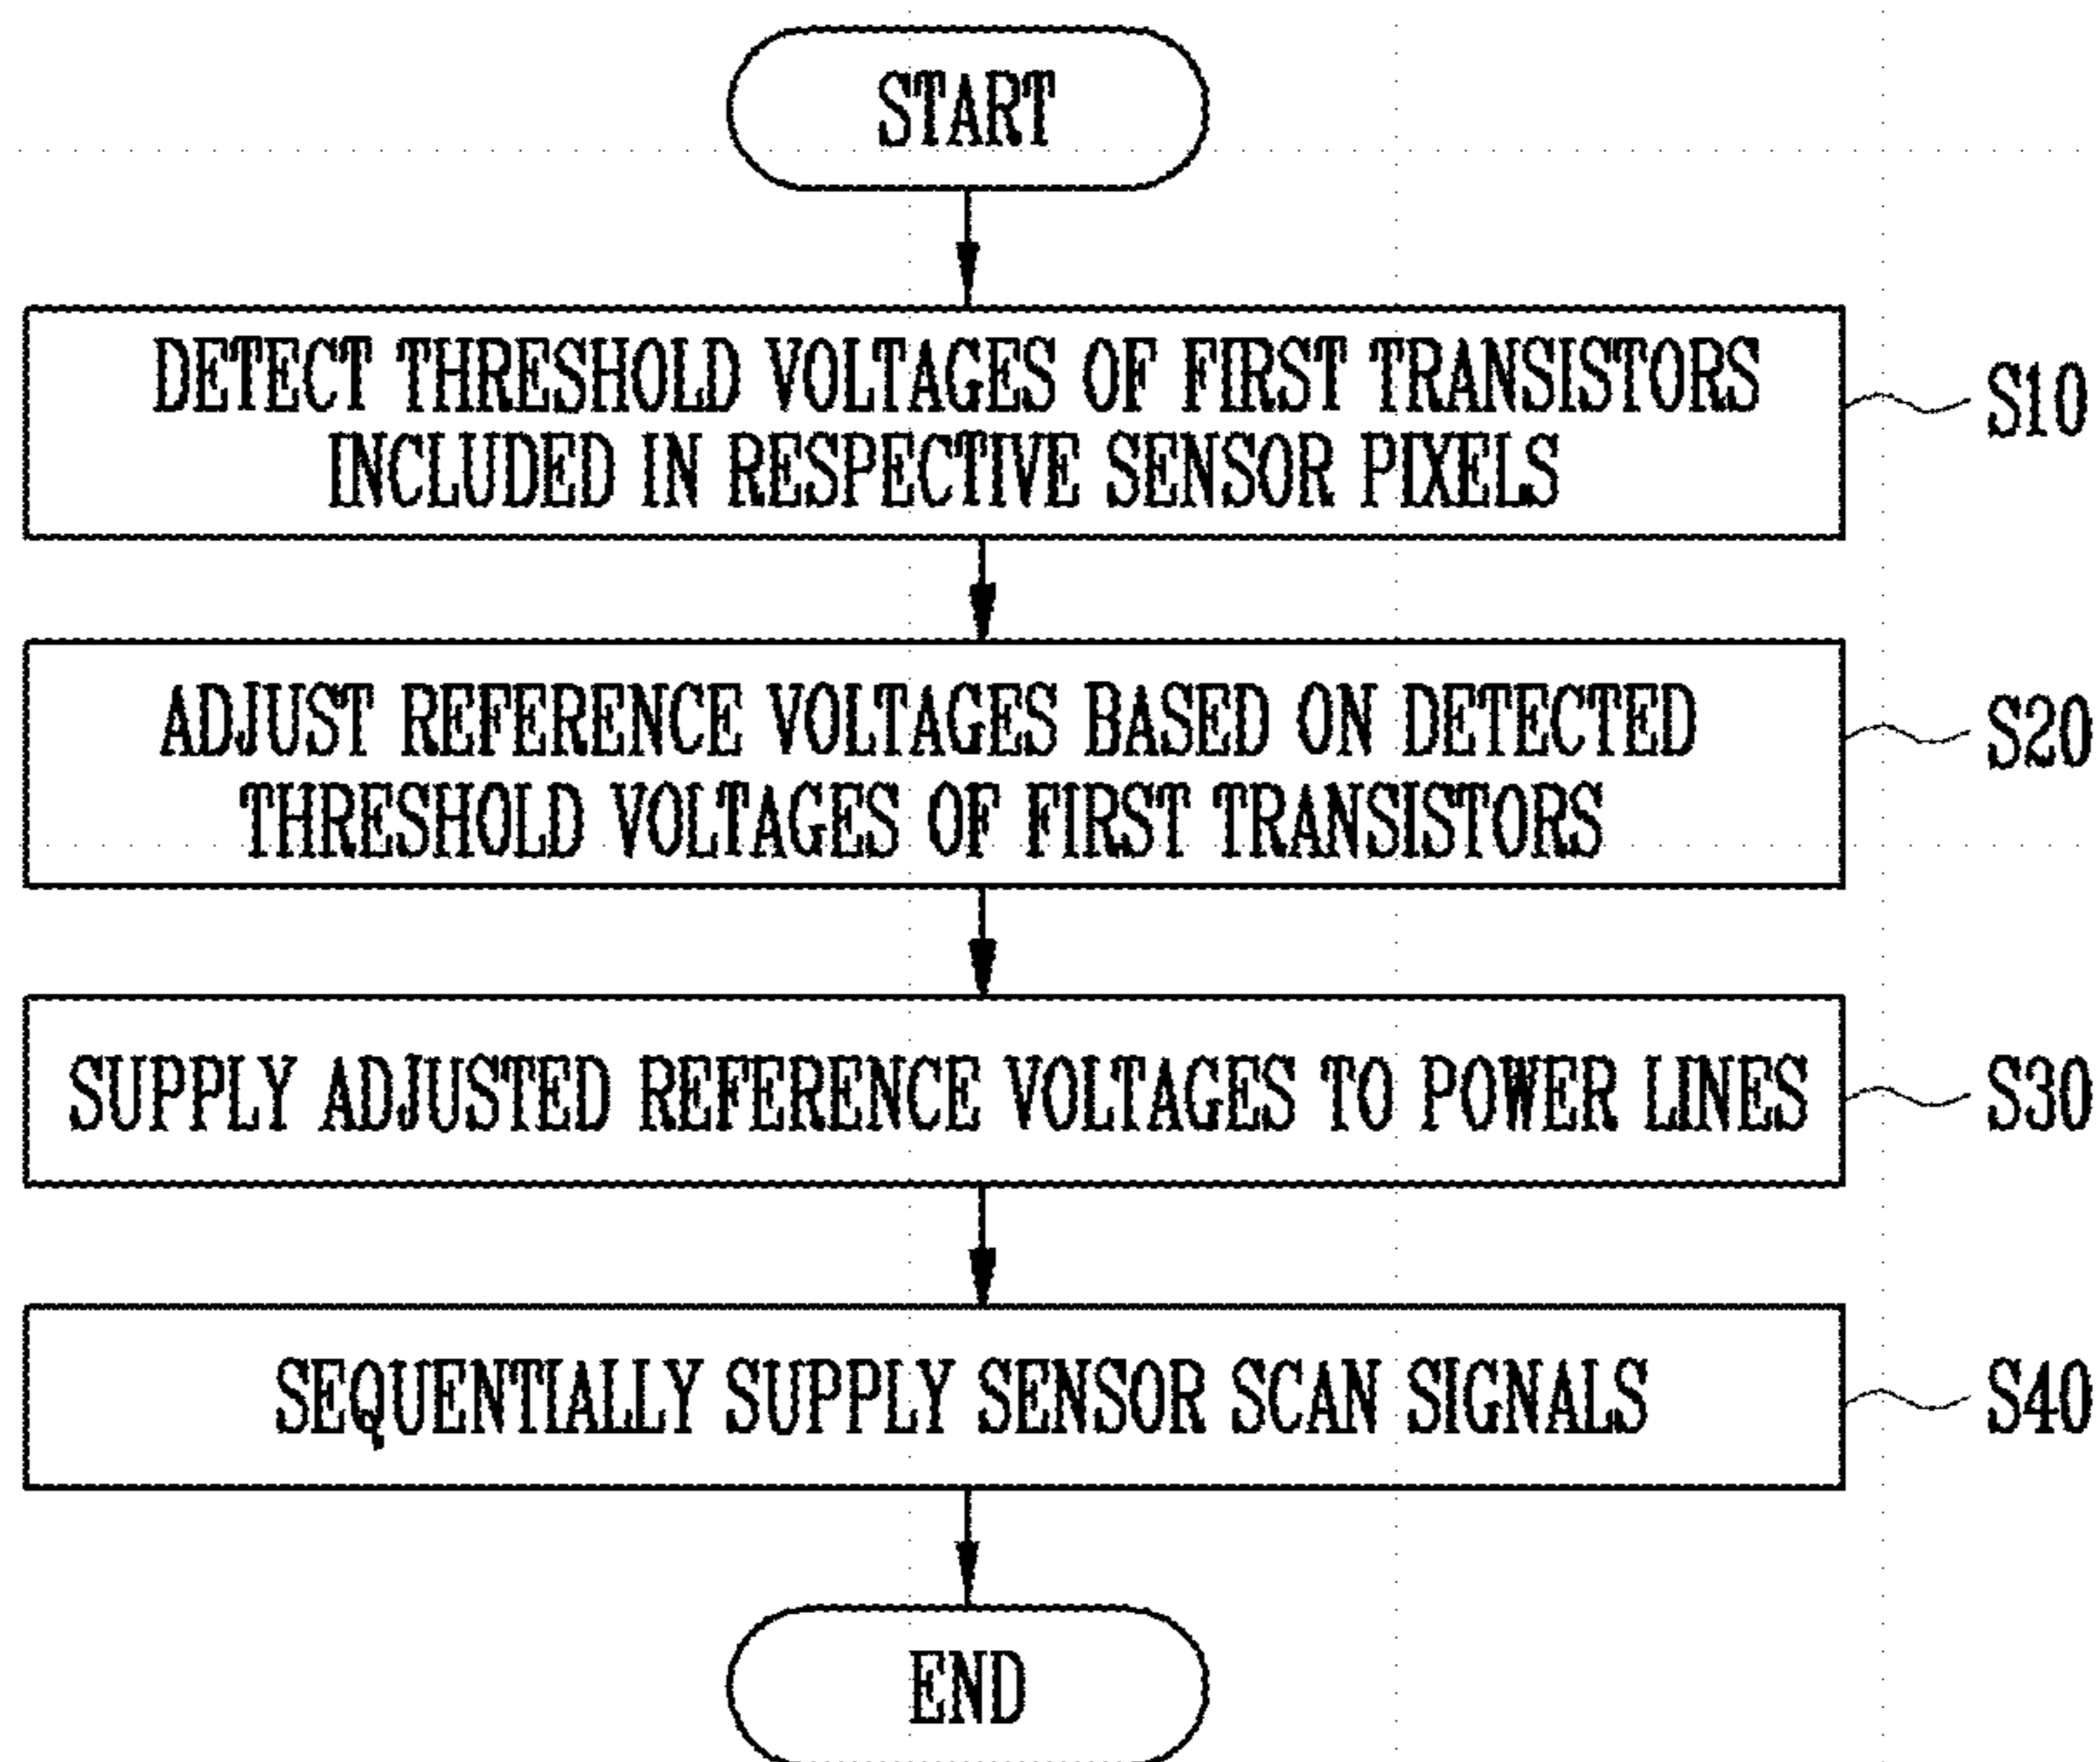 START
DETECT THRESHOLD VOLTAGES OF FIRST TRANSISTORS
INCLUDED IN RESPECTIVE SENSOR PIXELS
S10
ADJUST REFERENCE VOLTAGES BASED ON DETECTED
THRESHOLD VOLTAGES OF FIRST TRANSISTORS
S20
SUPPLY ADJUSTED REFERENCE VOLTAGES TO POWER LINES
S30
SEQUENTIALLY SUPPLY SENSOR SCAN SIGNALS
S40
END